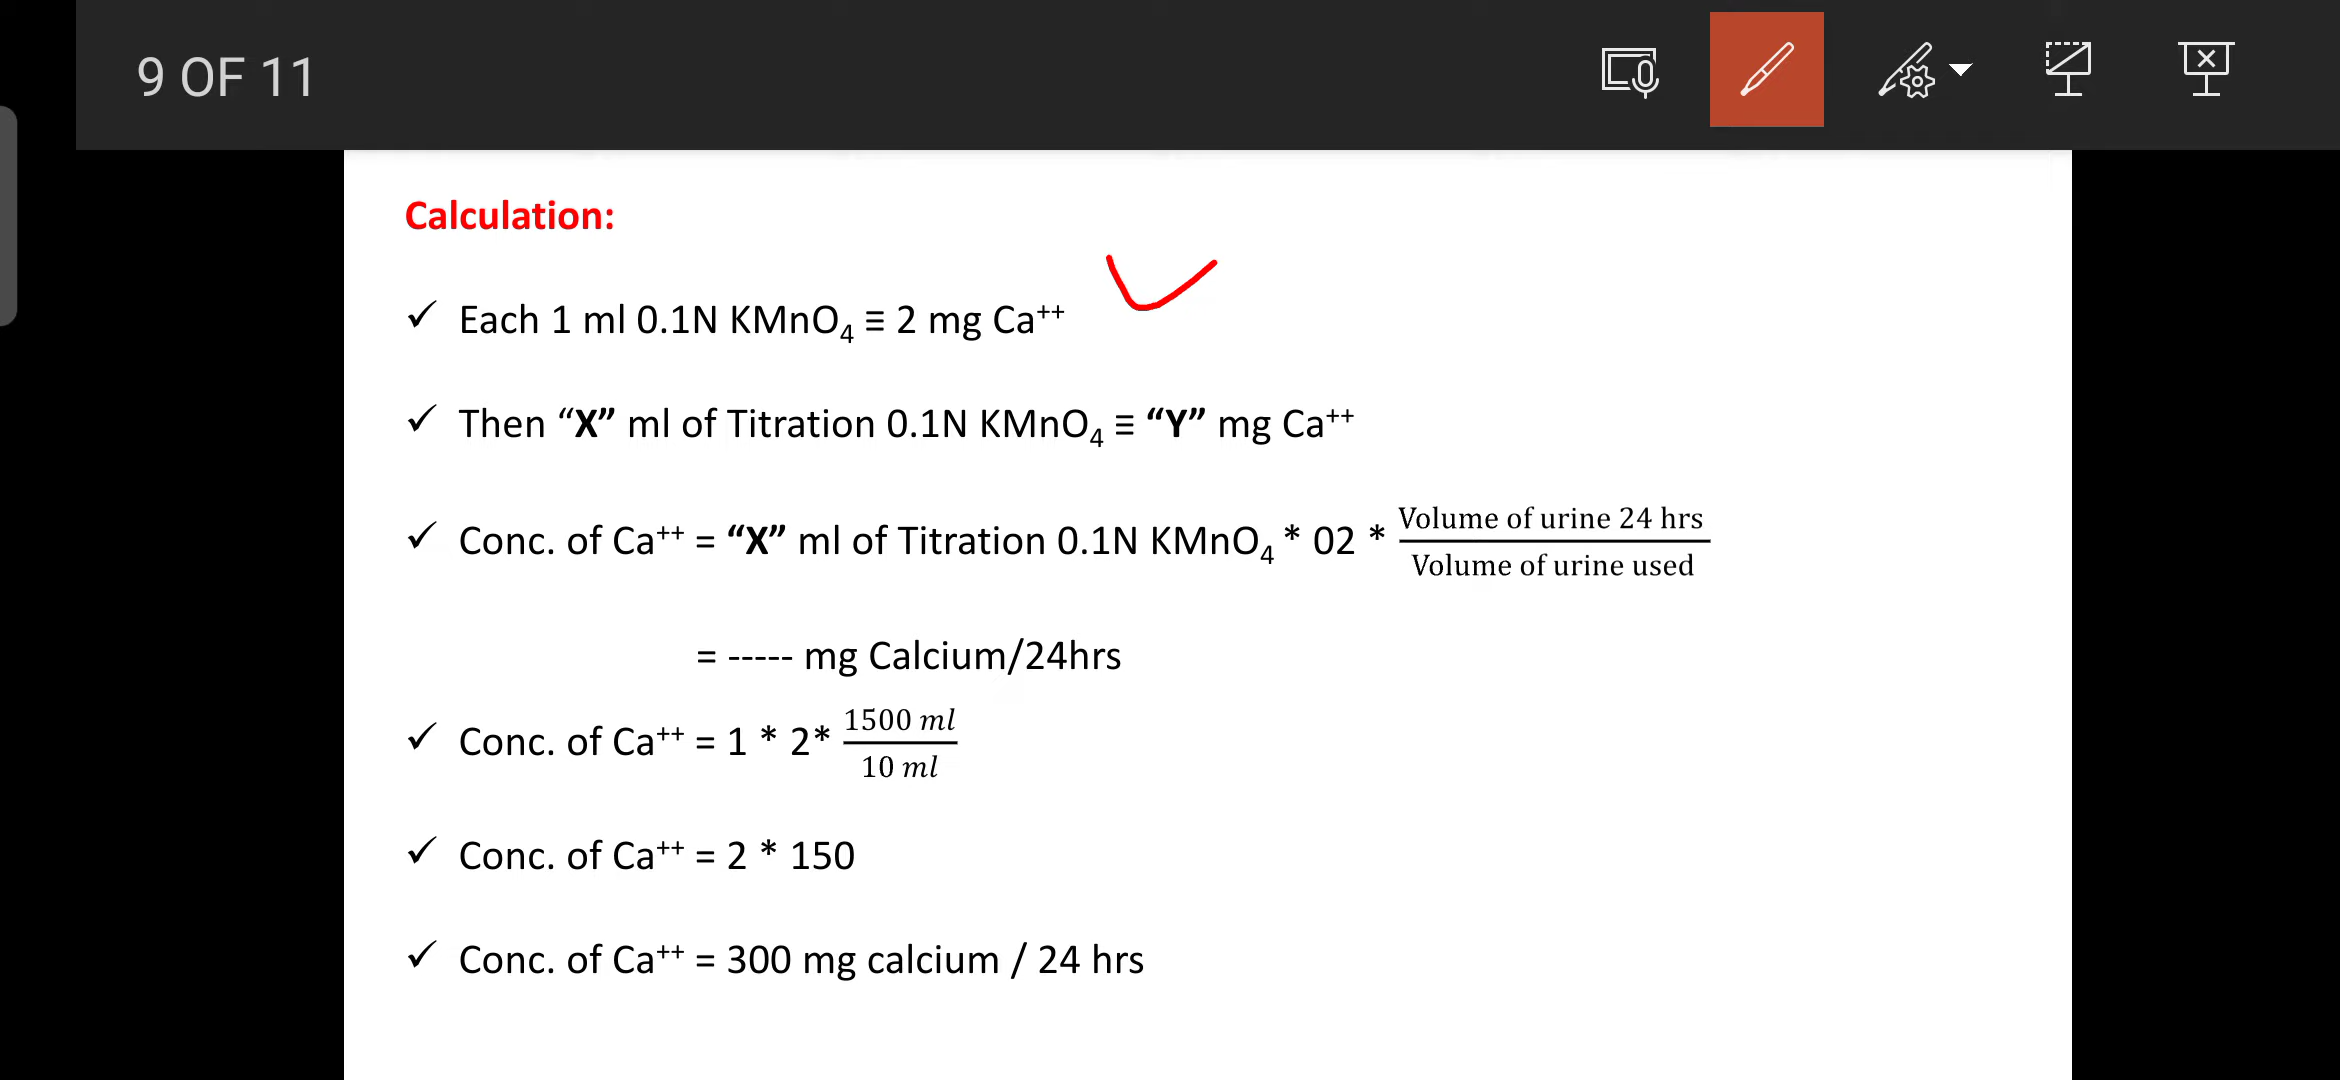 9 OF 11
Calculation:
✓ Each 1 ml 0.1N KMnO₄ ≡ 2 mg Ca⁺⁺
✓ Then “X” ml of Titration 0.1N KMnO₄ ≡ “Y” mg Ca⁺⁺
✓ Conc. of Ca⁺⁺ = “X” ml of Titration 0.1N KMnO₄ * 02 * Volume of urine 24 hrs / Volume of urine used
= ----- mg Calcium/24hrs
✓ Conc. of Ca⁺⁺ = 1 * 2* 1500 ml / 10 ml
✓ Conc. of Ca⁺⁺ = 2 * 150
✓ Conc. of Ca⁺⁺ = 300 mg calcium / 24 hrs